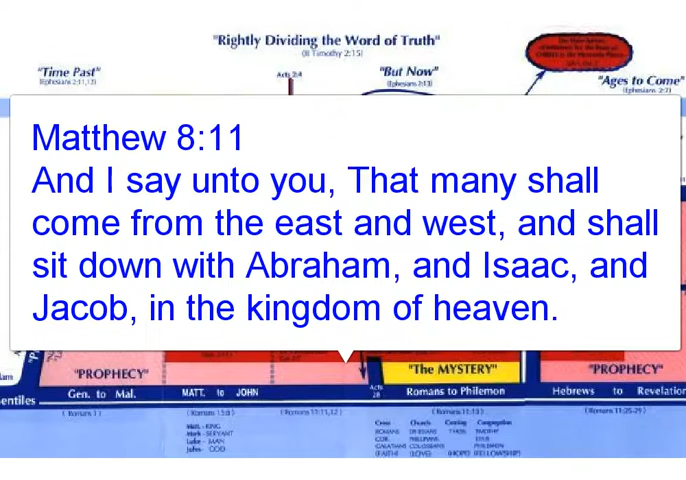 "Rightly Dividing the Word of Truth"
(II Timothy 2:15)
"Time Past"
(Ephesians 2:11,12)
Acts 2:4
"But Now"
(Ephesians 2:13)
"Ages to Come"
(Ephesians 2:7)
Matthew 8:11
And I say unto you, That many shall
come from the east and west, and shall
sit down with Abraham, and Isaac, and
Jacob, in the kingdom of heaven.
"PROPHECY"
"The MYSTERY"
"PROPHECY"
entiles
Gen. to Mal.
MATT. to JOHN
Acts
28
Romans to Philemon
Hebrews to Revelation
(Romans 1)
(Romans 15:8)
(Romans 11:11,12)
(Romans 11:13)
(Romans 11:25-29)
Matt. - KING
Mark - SERVANT
Luke - MAN
John - GOD
Cross Church Coming Congregation
ROMANS EPHESIANS THESS. TIMOTHY
COR. PHILIPPIANS TITUS
GALATIANS COLOSSIANS PHILEMON
(FAITH) (LOVE) (HOPE) (FELLOWSHIP)